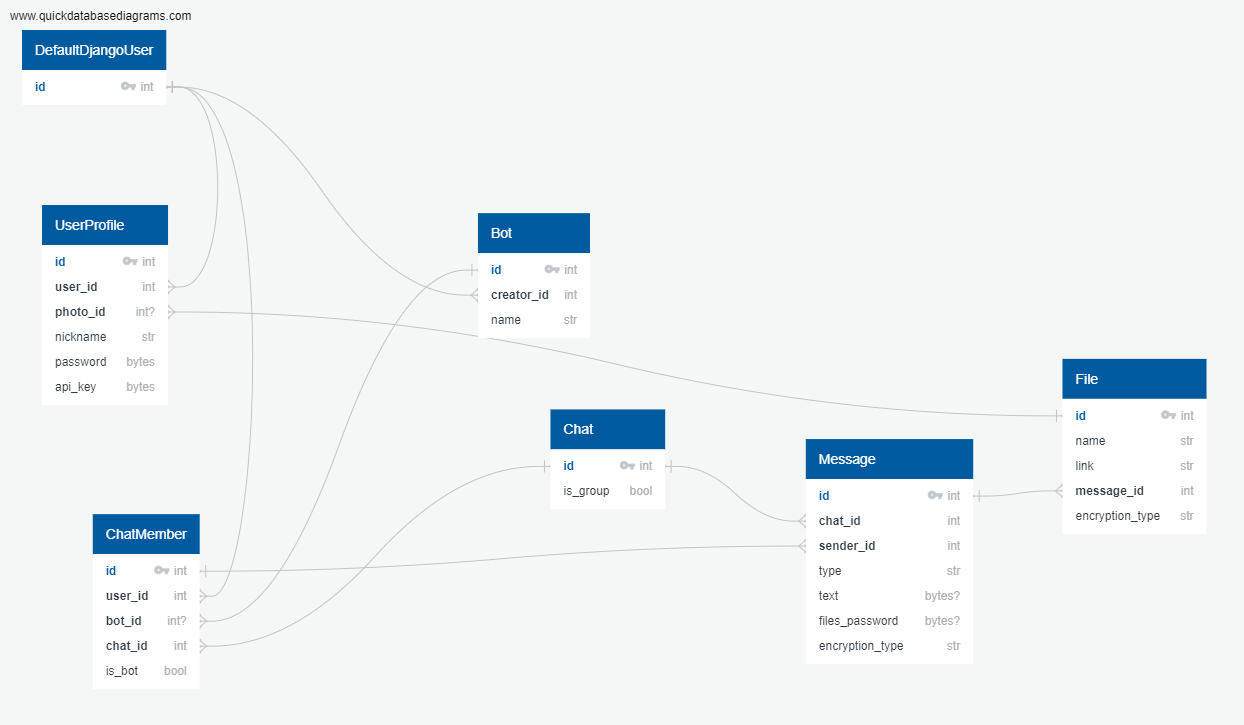 www.quickdatabasediagrams.com
DefaultDjangoUser
id int
UserProfile
id int
user_id int
photo_id int?
nickname str
password bytes
api_key bytes
Bot
id int
creator_id int
name str
File
id int
name str
link str
message_id int
encryption_type str
Chat
id int
is_group bool
Message
id int
chat_id int
sender_id int
type str
text bytes?
files_password bytes?
encryption_type str
ChatMember
id int
user_id int
bot_id int?
chat_id int
is_bot bool